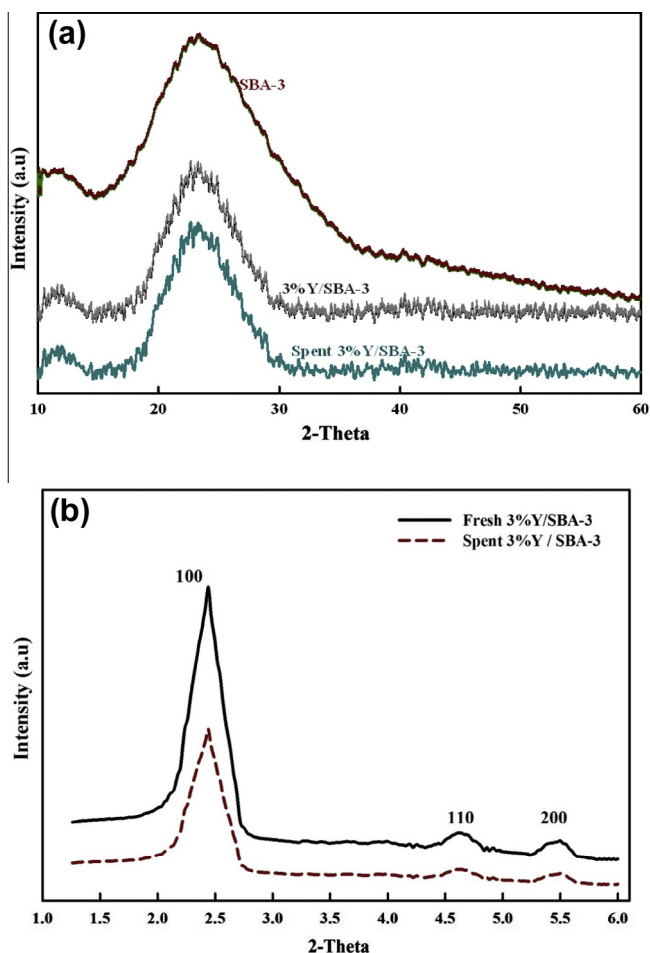 (a)
SBA-3
3%Y/SBA-3
Spent 3%Y/SBA-3
Intensity (a.u)
10 20 30 40 50 60
2-Theta
(b)
Fresh 3%Y/SBA-3
Spent 3%Y / SBA-3
100
110 200
Intensity (a.u)
1.0 1.5 2.0 2.5 3.0 3.5 4.0 4.5 5.0 5.5 6.0
2-Theta